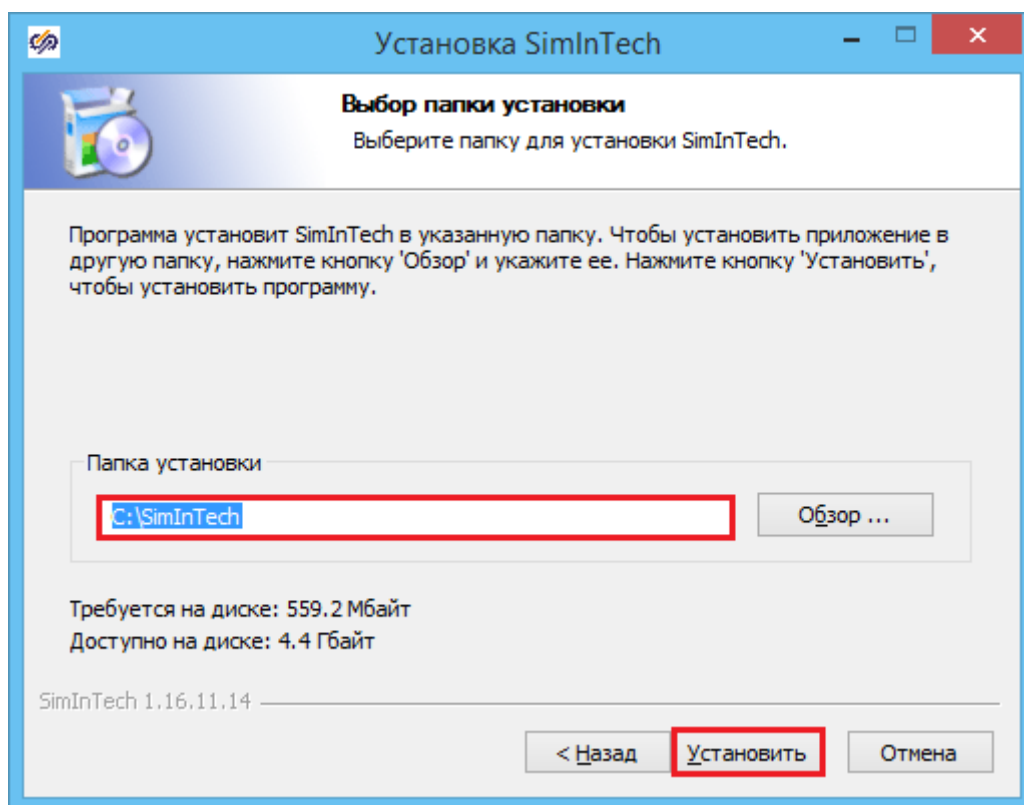 Установка SimInTech
Выбор папки установки
Выберите папку для установки SimInTech.
Программа установит SimInTech в указанную папку. Чтобы установить приложение в
другую папку, нажмите кнопку 'Обзор' и укажите ее. Нажмите кнопку 'Установить',
чтобы установить программу.
Папка установки
C:\SimInTech
Обзор ...
Требуется на диске: 559.2 Мбайт
Доступно на диске: 4.4 Гбайт
SimInTech 1.16.11.14
< Назад
Установить
Отмена